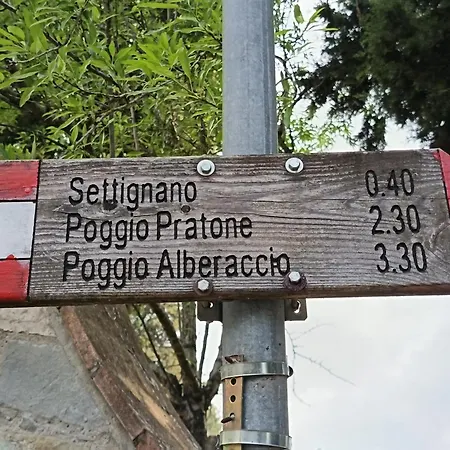 Settignano 0.40
Poggio Pratone 2.30
Poggio Alberaccio 3.30